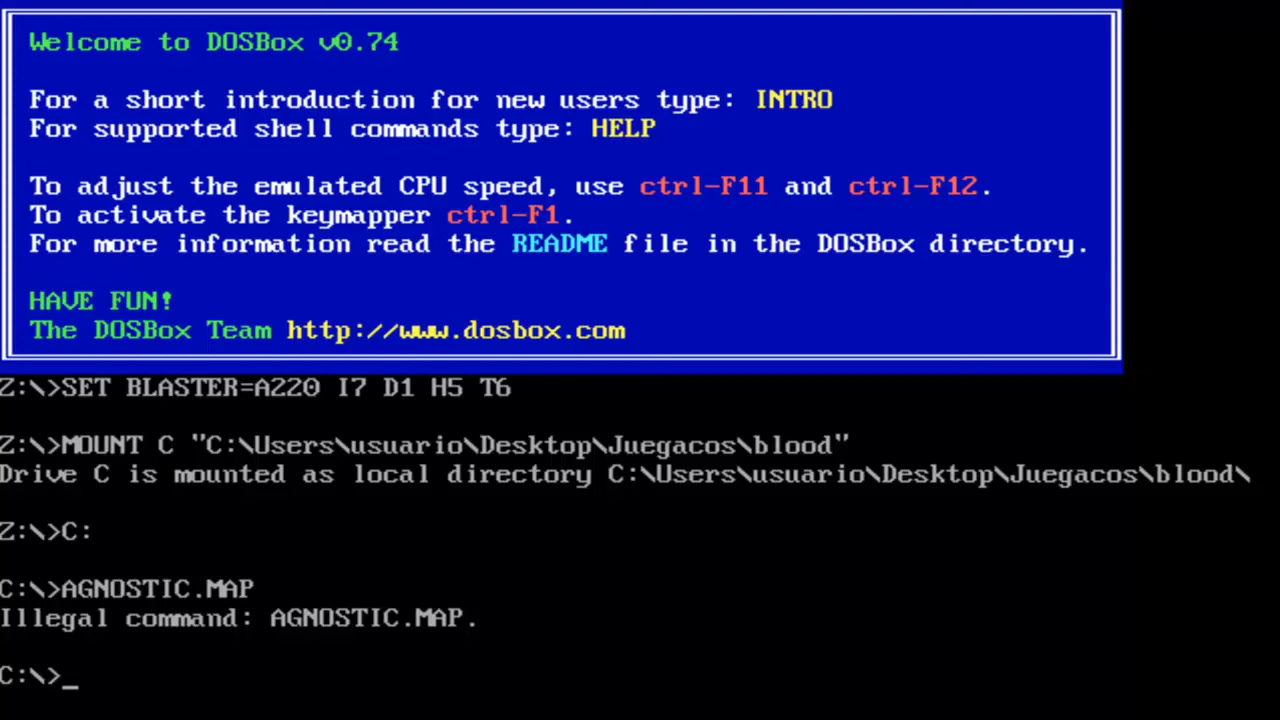 Welcome to DOSBox v0.74
For a short introduction for new users type: INTRO
For supported shell commands type: HELP
To adjust the emulated CPU speed, use ctrl-F11 and ctrl-F12.
To activate the keymapper ctrl-F1.
For more information read the README file in the DOSBox directory.
HAVE FUN!
The DOSBox Team http://www.dosbox.com
Z:\>SET BLASTER=A220 I7 D1 H5 T6
Z:\>MOUNT C "C:\Users\usuario\Desktop\Juegacos\blood"
Drive C is mounted as local directory C:\Users\usuario\Desktop\Juegacos\blood\
Z:\>C:
C:\>AGNOSTIC.MAP
Illegal command: AGNOSTIC.MAP.
C:\>_